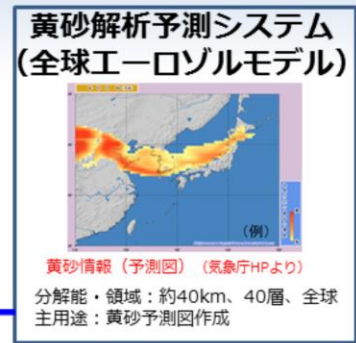 黄砂解析予測システム
(全球エーロゾルモデル)
(例)
黄砂情報（予測図）（気象庁HPより）
分解能・領域：約40km、40層、全球
主用途：黄砂予測図作成